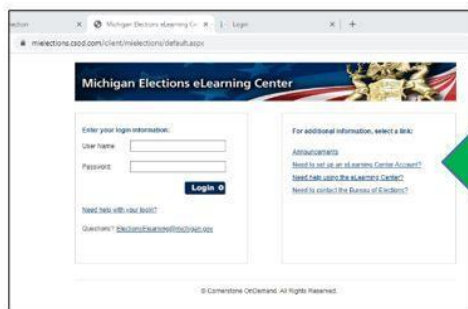 Michigan Elections eLearning Ce
Login
mielections.csod.com/client/mielections/default.aspx
Michigan Elections eLearning Center
Enter your login information:
User Name
Password
Login
Need help with your login?
Questions? ElectionsElearning@michigan.gov
For additional information, select a link:
Announcements
Need to set up an eLearning Center Account?
Need help using the eLearning Center?
Need to contact the Bureau of Elections?
© Cornerstone OnDemand. All Rights Reserved.